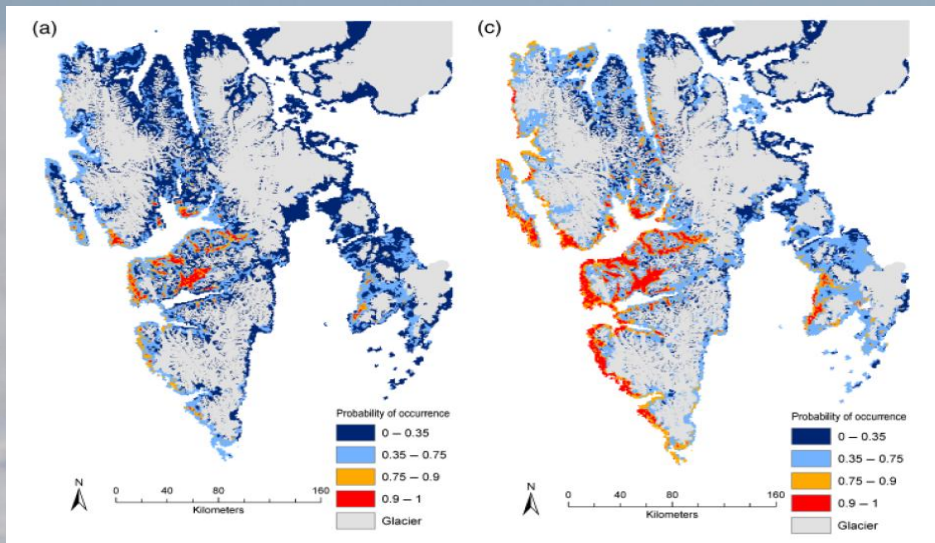 (a)
Probability of occurrence
0 – 0.35
0.35 – 0.75
0.75 – 0.9
0.9 – 1
Glacier
N
0 40 80 160
Kilometers
(c)
Probability of occurrence
0 – 0.35
0.35 – 0.75
0.75 – 0.9
0.9 – 1
Glacier
N
0 40 80 160
Kilometers